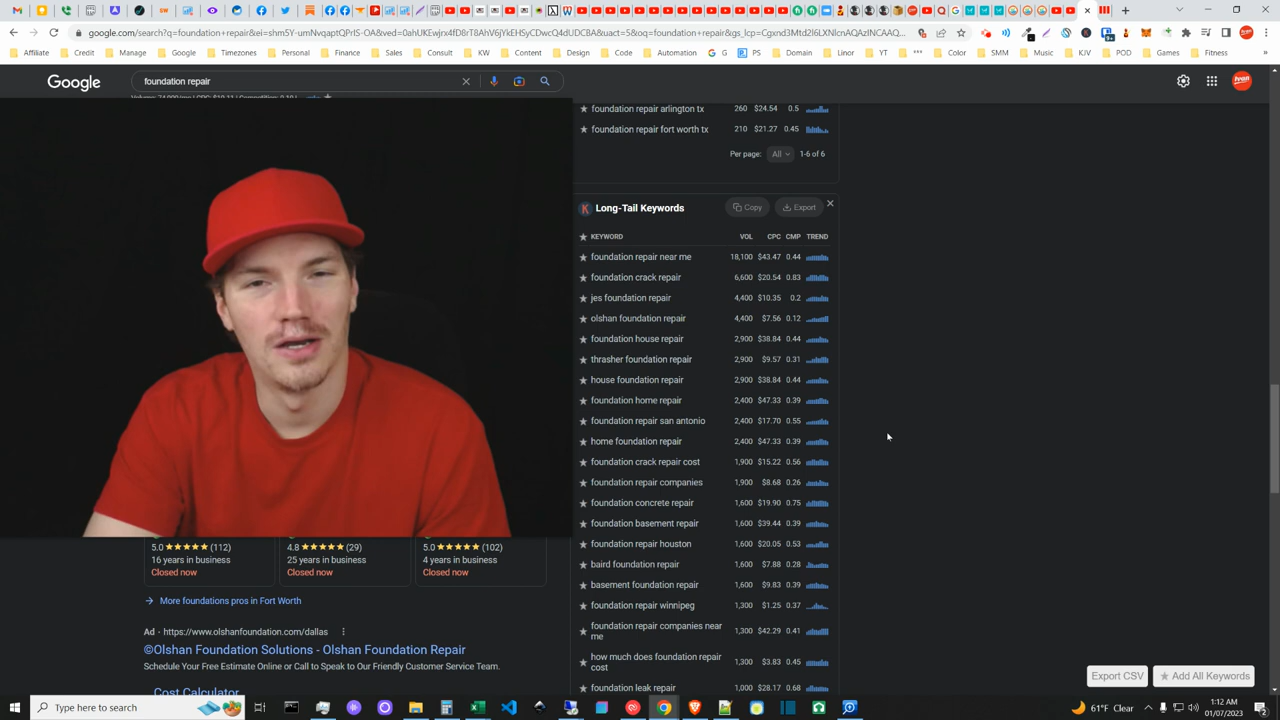 google.com/search?q=foundation+repair&ei=
Affiliate Credit Manage Google Timezones Personal Finance Sales Consult KW Content Design Code Automation G PS Domain Linor YT *** Color SMM Music KJV POD Games Fitness
Google foundation repair
foundation repair arlington tx 260 $24.54 0.5
foundation repair fort worth tx 210 $21.27 0.45
Per page: All 1-6 of 6
Long-Tail Keywords Copy Export
KEYWORD VOL CPC CMP TREND
foundation repair near me 18,100 $43.47 0.44
foundation crack repair 6,600 $20.54 0.83
jes foundation repair 4,400 $10.35 0.2
olshan foundation repair 4,400 $7.56 0.12
foundation house repair 2,900 $38.84 0.44
thrasher foundation repair 2,900 $9.57 0.31
house foundation repair 2,900 $38.84 0.44
foundation home repair 2,400 $47.33 0.39
foundation repair san antonio 2,400 $17.70 0.55
home foundation repair 2,400 $47.33 0.39
foundation crack repair cost 1,900 $15.22 0.56
foundation repair companies 1,900 $8.68 0.26
foundation concrete repair 1,600 $19.90 0.75
foundation basement repair 1,600 $39.44 0.39
foundation repair houston 1,600 $20.05 0.53
baird foundation repair 1,600 $7.88 0.28
basement foundation repair 1,600 $9.83 0.39
foundation repair winnipeg 1,300 $1.25 0.37
foundation repair companies near
me 1,300 $42.29 0.41
how much does foundation repair
cost 1,300 $3.83 0.45
foundation leak repair 1,000 $28.17 0.68
5.0 (112) 4.8 (29) 5.0 (102)
16 years in business 25 years in business 4 years in business
Closed now Closed now Closed now
More foundations pros in Fort Worth
Ad · https://www.olshanfoundation.com/dallas
©Olshan Foundation Solutions - Olshan Foundation Repair
Schedule Your Free Estimate Online or Call to Speak to Our Friendly Customer Service Team.
Cost Calculator
Export CSV Add All Keywords
Type here to search 61°F Clear 1:12 AM
01/07/2023